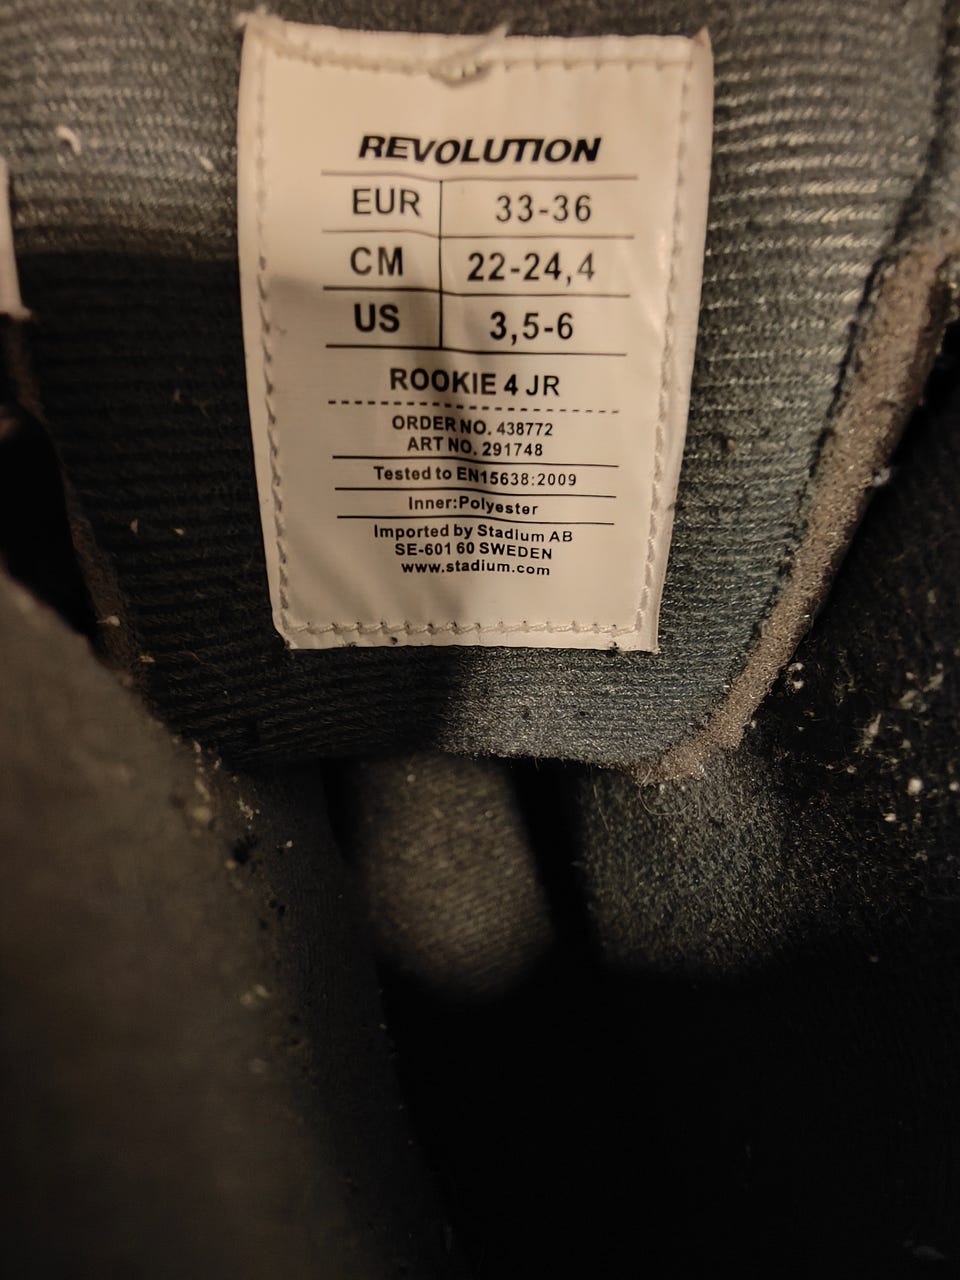 REVOLUTION
EUR 33-36
CM 22-24,4
US 3,5-6
ROOKIE 4 JR
ORDER NO. 438772
ART NO. 291748
Tested to EN15638:2009
Inner:Polyester
Imported by Stadium AB
SE-601 60 SWEDEN
www.stadium.com